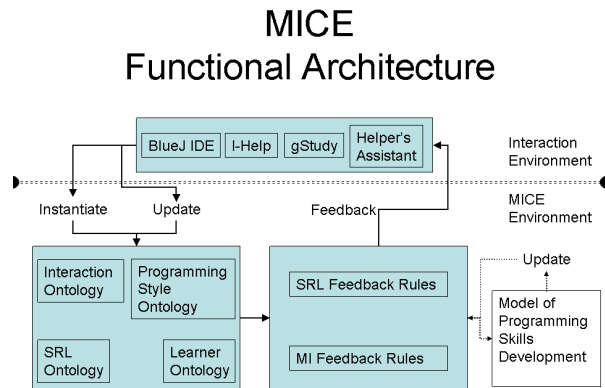 MICE
Functional Architecture
BlueJ IDE
I-Help
gStudy
Helper's
Assistant
Interaction
Environment
Instantiate
Update
Feedback
MICE
Environment
Interaction
Ontology
Programming
Style
Ontology
SRL
Ontology
Learner
Ontology
SRL Feedback Rules
MI Feedback Rules
Update
Model of
Programming
Skills
Development